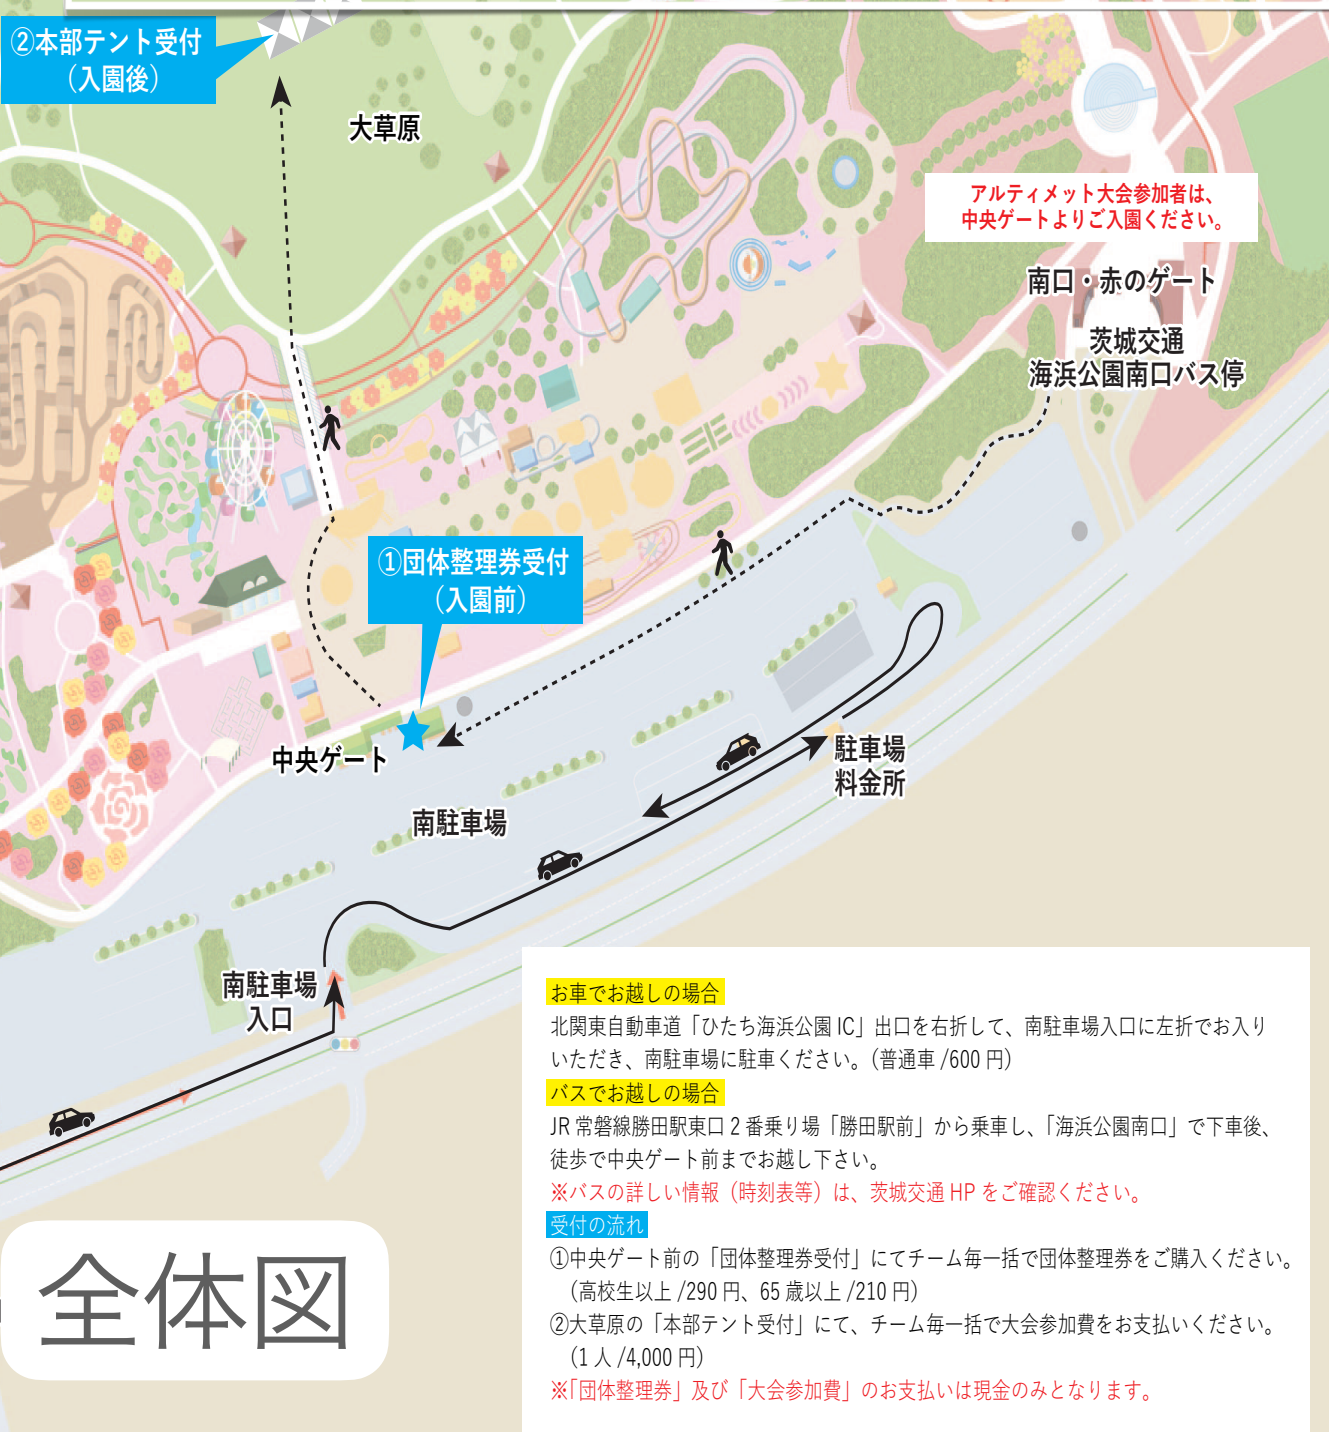 ②本部テント受付
（入園後）
大草原
アルティメット大会参加者は、
中央ゲートよりご入園ください。
南口・赤のゲート
茨城交通
海浜公園南口バス停
①団体整理券受付
（入園前）
中央ゲート
駐車場
料金所
南駐車場
南駐車場
入口
お車でお越しの場合
北関東自動車道「ひたち海浜公園 IC」出口を右折して、南駐車場入口に左折でお入り
いただき、南駐車場に駐車ください。（普通車 /600 円）
バスでお越しの場合
JR 常磐線勝田駅東口 2 番乗り場「勝田駅前」から乗車し、「海浜公園南口」で下車後、
徒歩で中央ゲート前までお越し下さい。
※バスの詳しい情報（時刻表等）は、茨城交通 HP をご確認ください。
受付の流れ
①中央ゲート前の「団体整理券受付」にてチーム毎一括で団体整理券をご購入ください。
（高校生以上 /290 円、65 歳以上 /210 円）
②大草原の「本部テント受付」にて、チーム毎一括で大会参加費をお支払いください。
（1 人 /4,000 円）
※「団体整理券」及び「大会参加費」のお支払いは現金のみとなります。
全体図